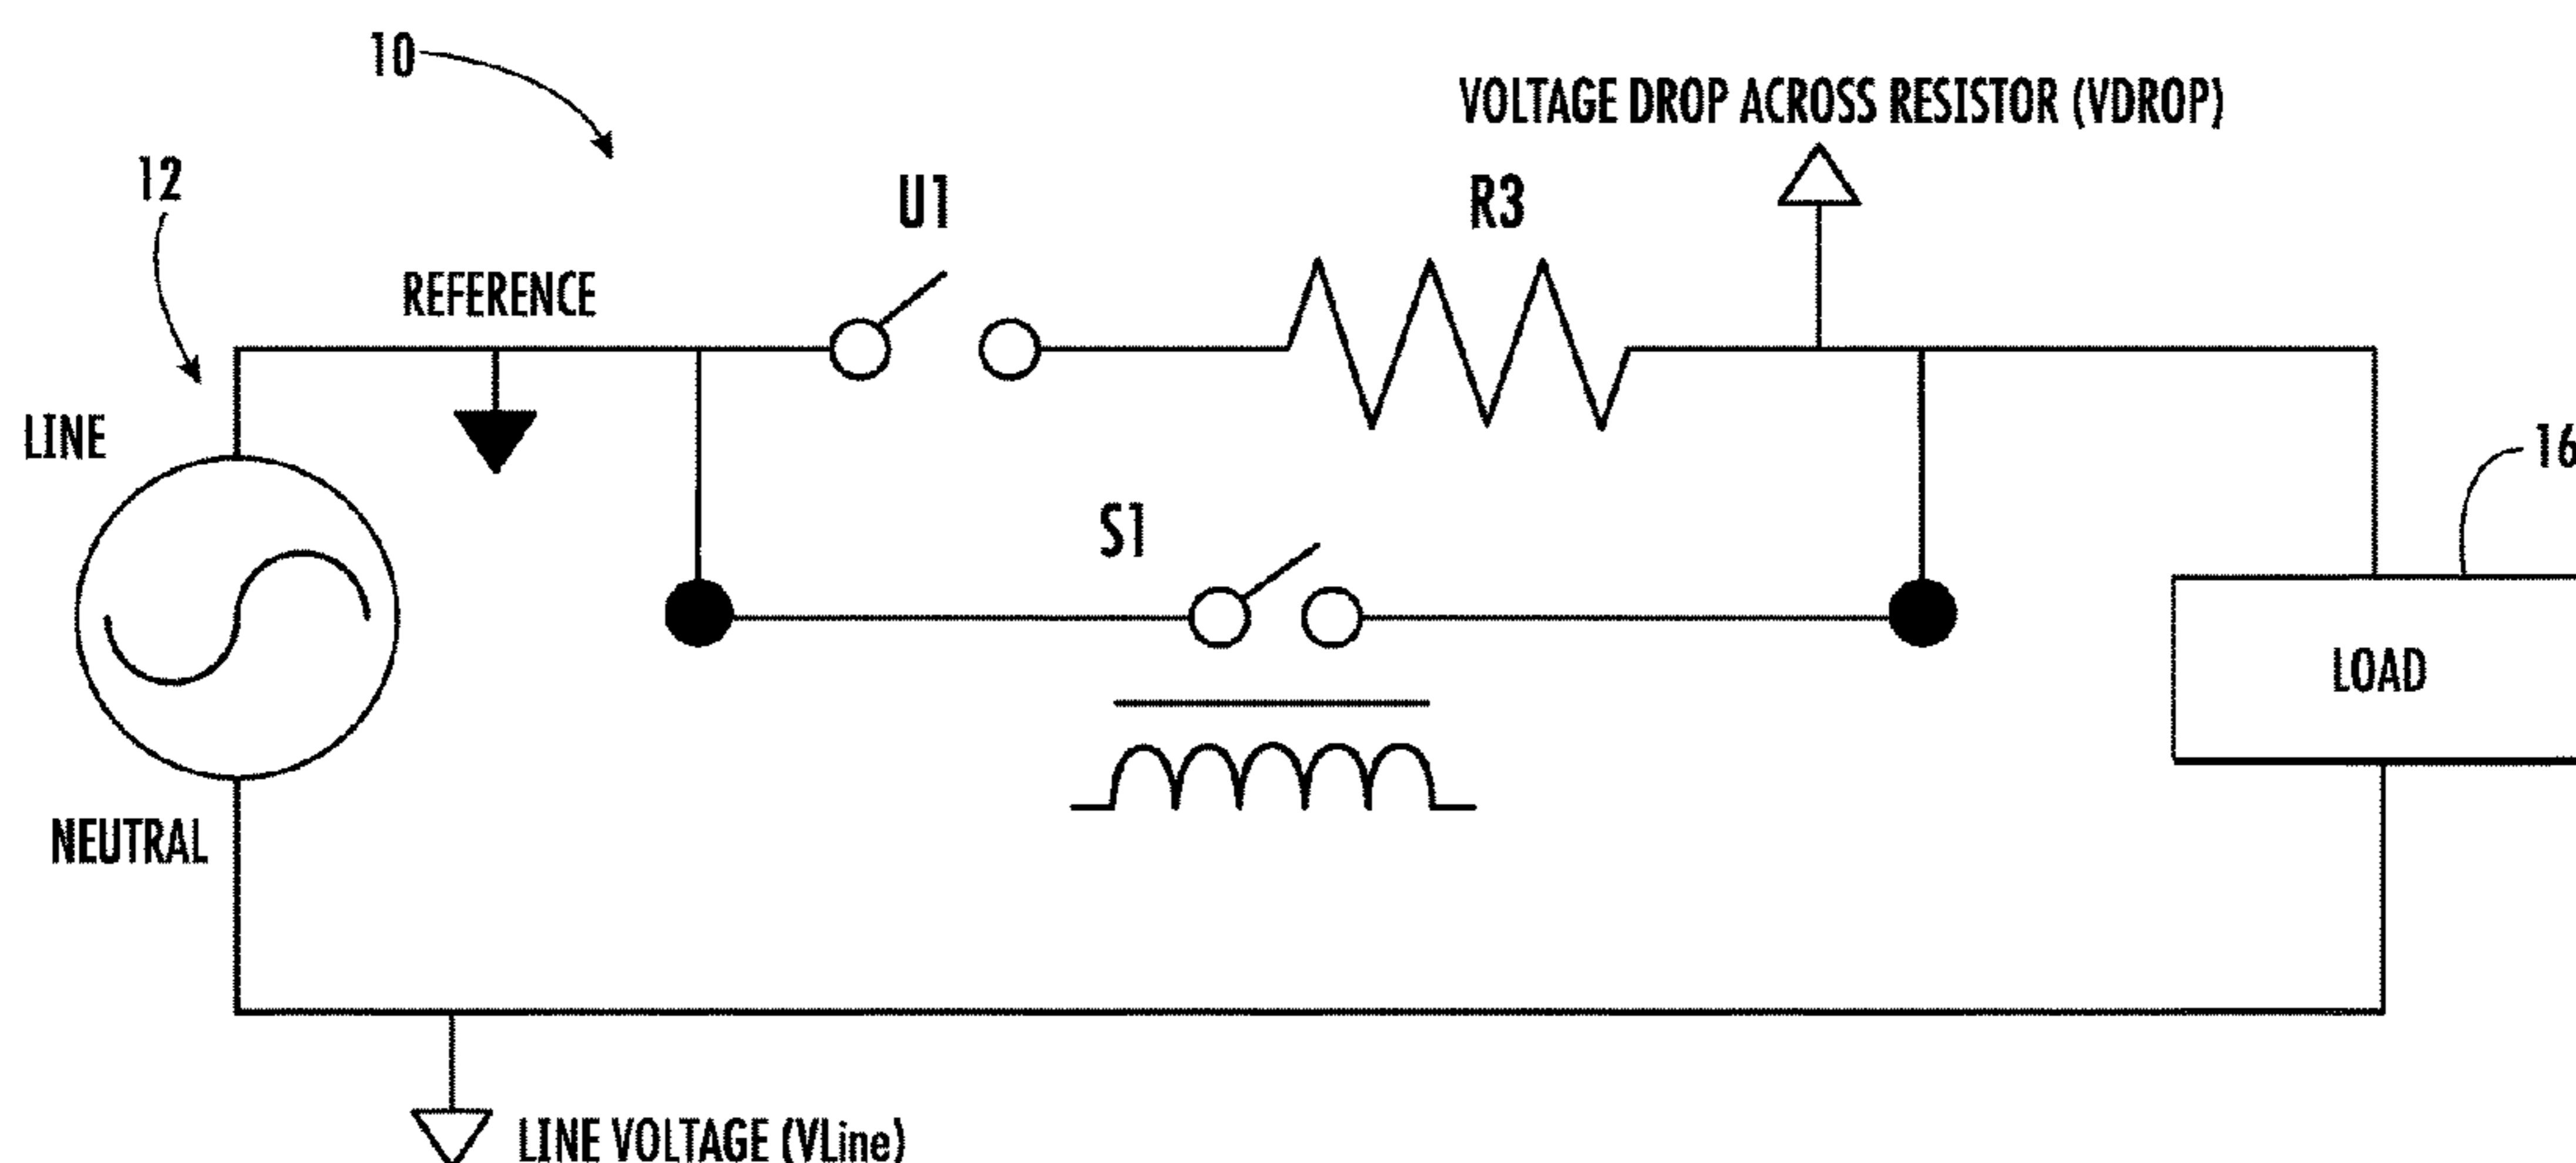 10
VOLTAGE DROP ACROSS RESISTOR (VDROP)
12
U1
R3
REFERENCE
LINE
16
S1
LOAD
NEUTRAL
LINE VOLTAGE (VLine)